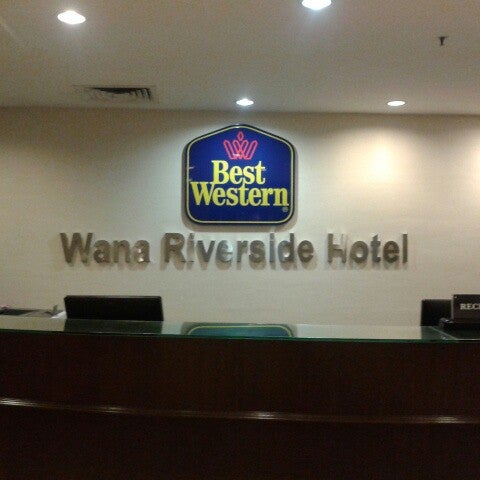 Best
Western
®
Wana Riverside Hotel